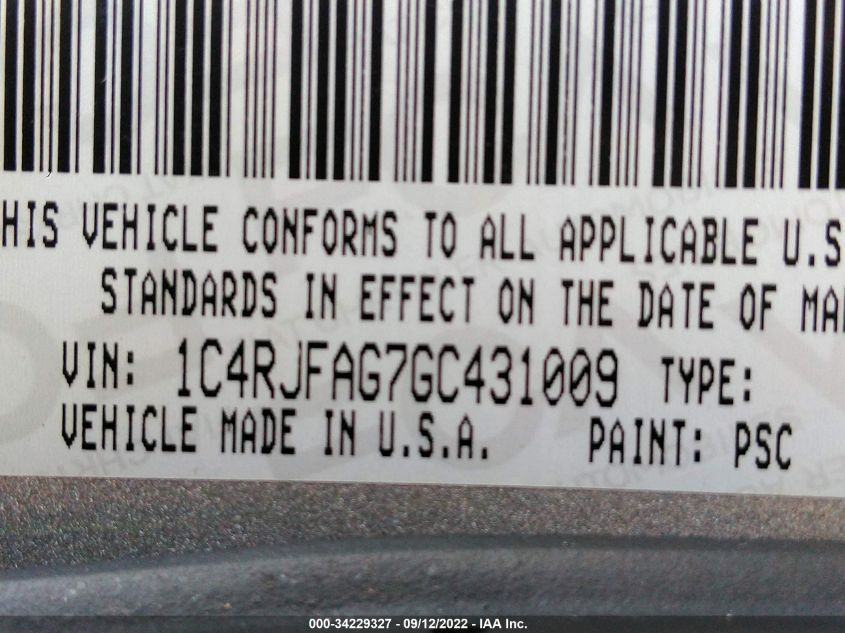 HIS VEHICLE CONFORMS TO ALL APPLICABLE U.S
STANDARDS IN EFFECT ON THE DATE OF MA
VIN: 1C4RJFAG7GC431009 TYPE:
VEHICLE MADE IN U.S.A. PAINT: PSC
000-34229327 - 09/12/2022 - IAA Inc.